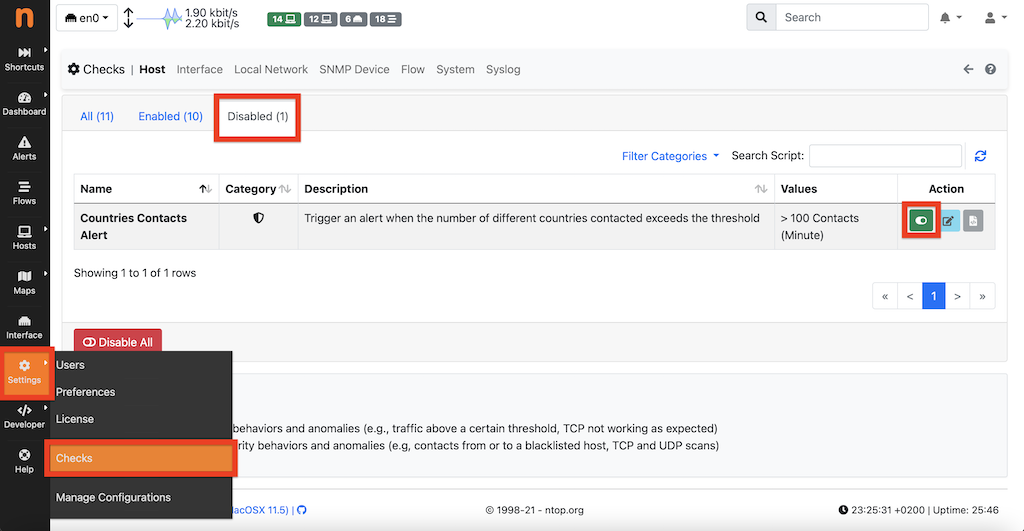 n
en0
1.90 kbit/s
2.20 kbit/s
14
12
6
18
Search
Shortcuts
Dashboard
Alerts
Flows
Hosts
Maps
Interface
Settings
Developer
Help
Checks | Host Interface Local Network SNMP Device Flow System Syslog
All (11) Enabled (10) Disabled (1)
Filter Categories Search Script:
Name Category Description Values Action
Countries Contacts
Alert
Trigger an alert when the number of different countries contacted exceeds the threshold
> 100 Contacts
(Minute)
Showing 1 to 1 of 1 rows
« < 1 > »
Disable All
Users
Preferences
License
Checks
Manage Configurations
behaviors and anomalies (e.g., traffic above a certain threshold, TCP not working as expected)
rity behaviors and anomalies (e.g, contacts from or to a blacklisted host, TCP and UDP scans)
acOSX 11.5) |
© 1998-21 - ntop.org
23:25:31 +0200 | Uptime: 25:46